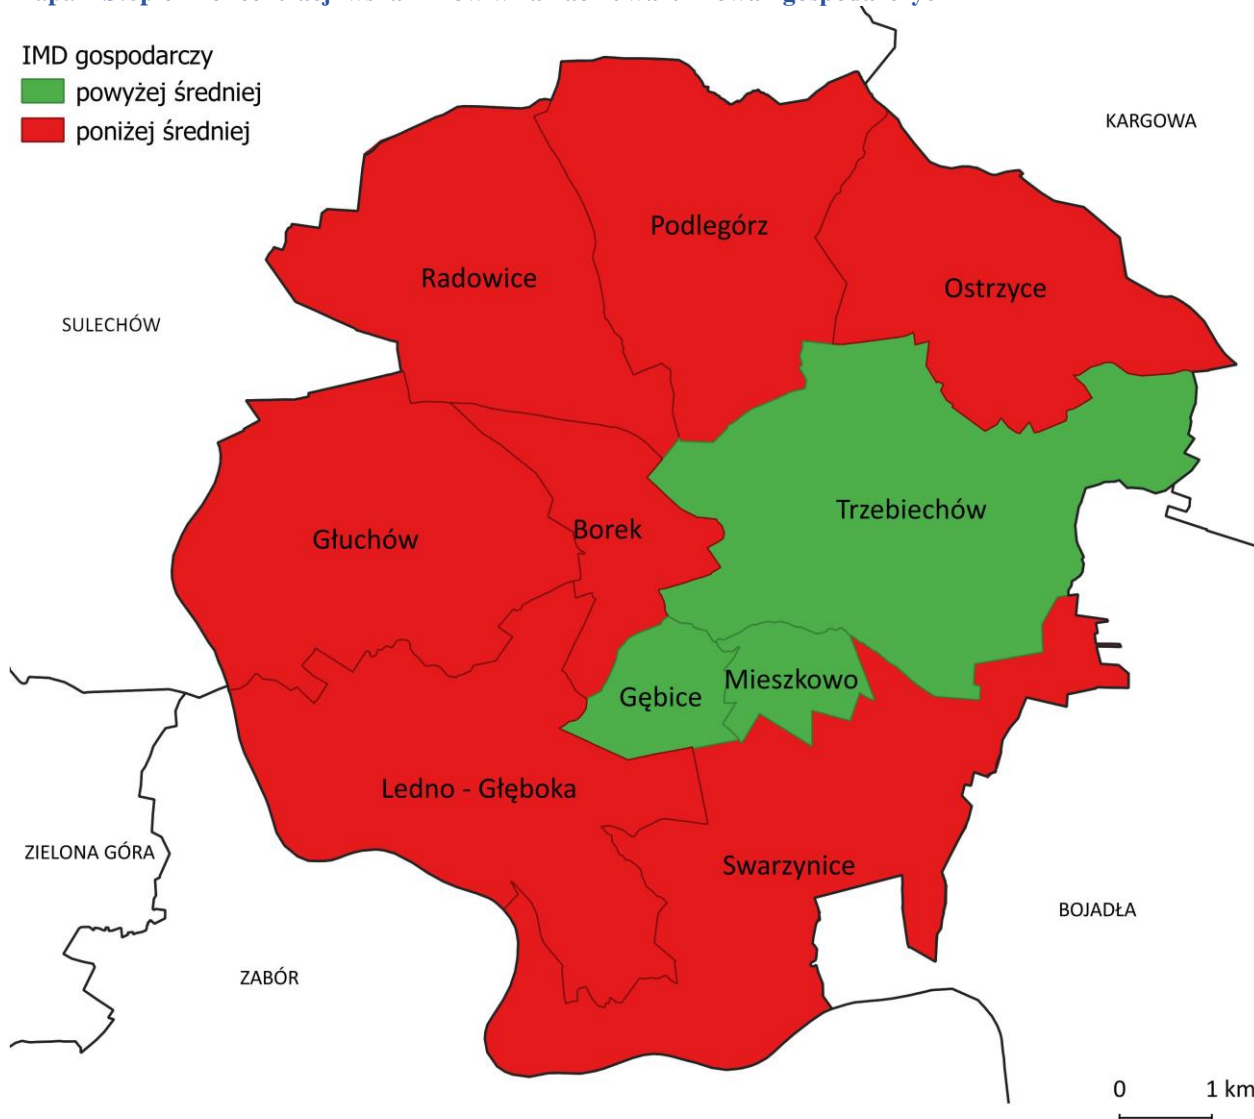 IMD gospodarczy
powyżej średniej
poniżej średniej
KARGOWA
Podlegórz
Radowice
Ostrzyce
SULECHÓW
Trzebiechów
Borek
Głuchów
Mieszkowo
Gębice
Ledno - Głęboka
ZIELONA GÓRA
Swarzynice
BOJADŁA
ZABÓR
0 1 km